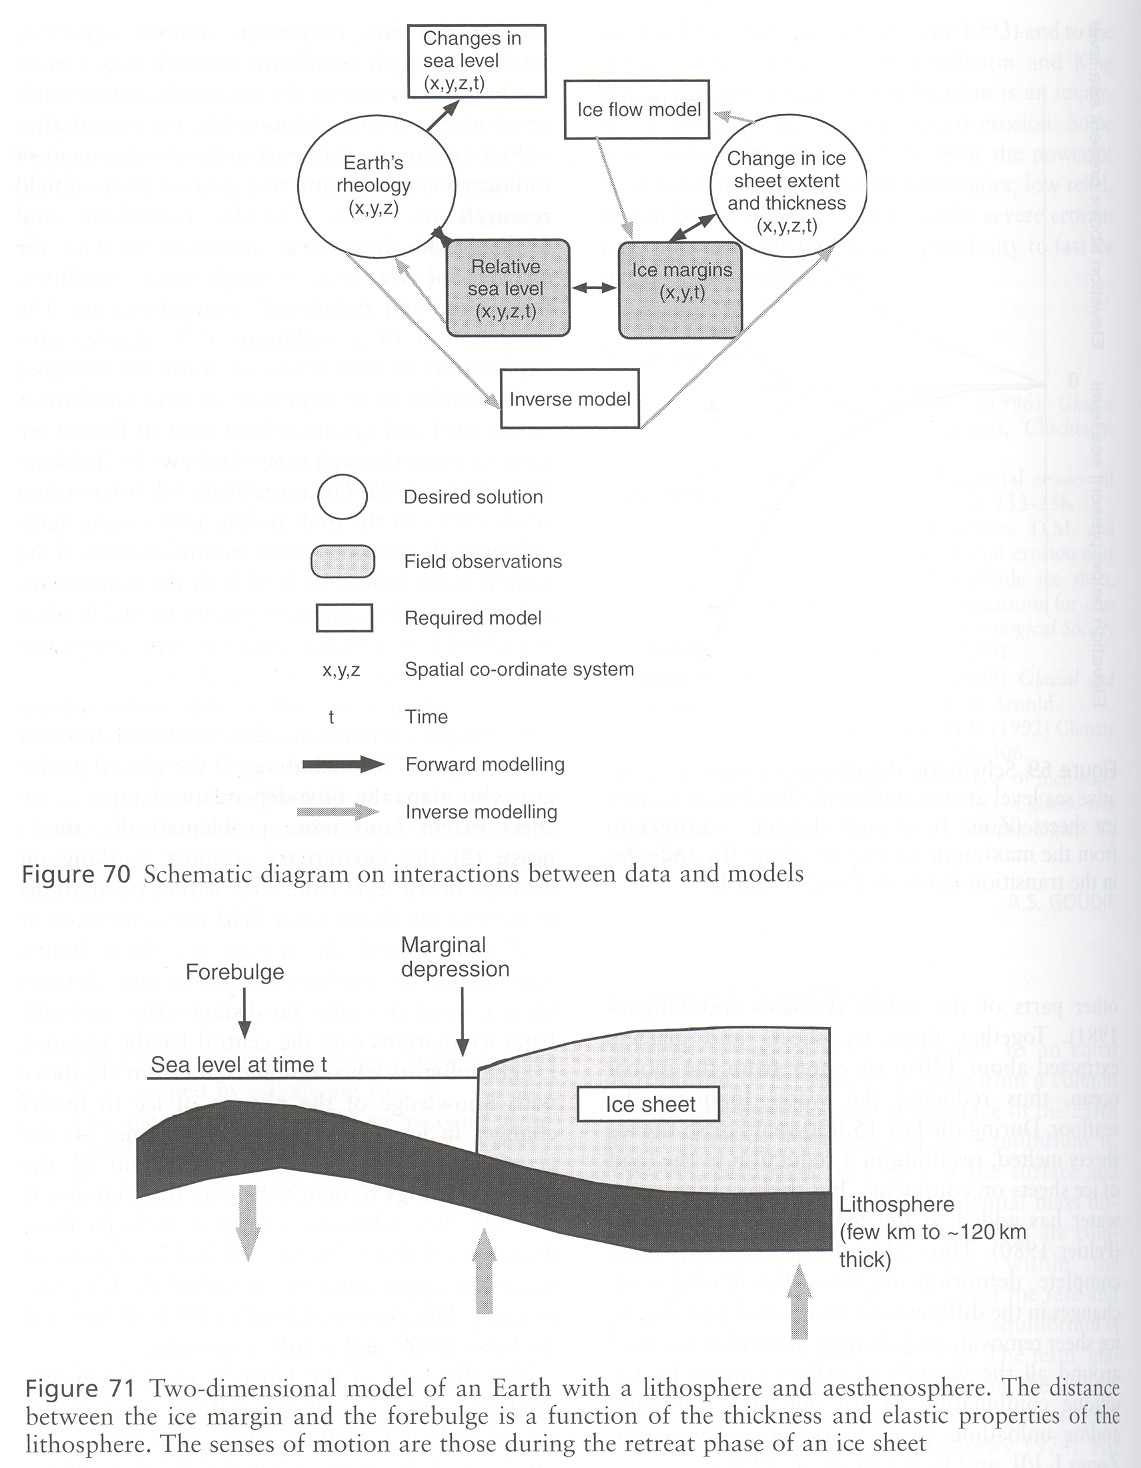 Changes in
sea level
(x,y,z,t)
Ice flow model
Earth's
rheology
(x,y,z)
Change in ice
sheet extent
and thickness
(x,y,z,t)
Relative
sea level
(x,y,z,t)
Ice margins
(x,y,t)
Inverse model
Desired solution
Field observations
Required model
x,y,z Spatial co-ordinate system
t Time
Forward modelling
Inverse modelling
Figure 70 Schematic diagram on interactions between data and models
Marginal
depression
Forebulge
Sea level at time t
Ice sheet
Lithosphere
(few km to ~120 km
thick)
Figure 71 Two-dimensional model of an Earth with a lithosphere and aesthenosphere. The distance
between the ice margin and the forebulge is a function of the thickness and elastic properties of the
lithosphere. The senses of motion are those during the retreat phase of an ice sheet